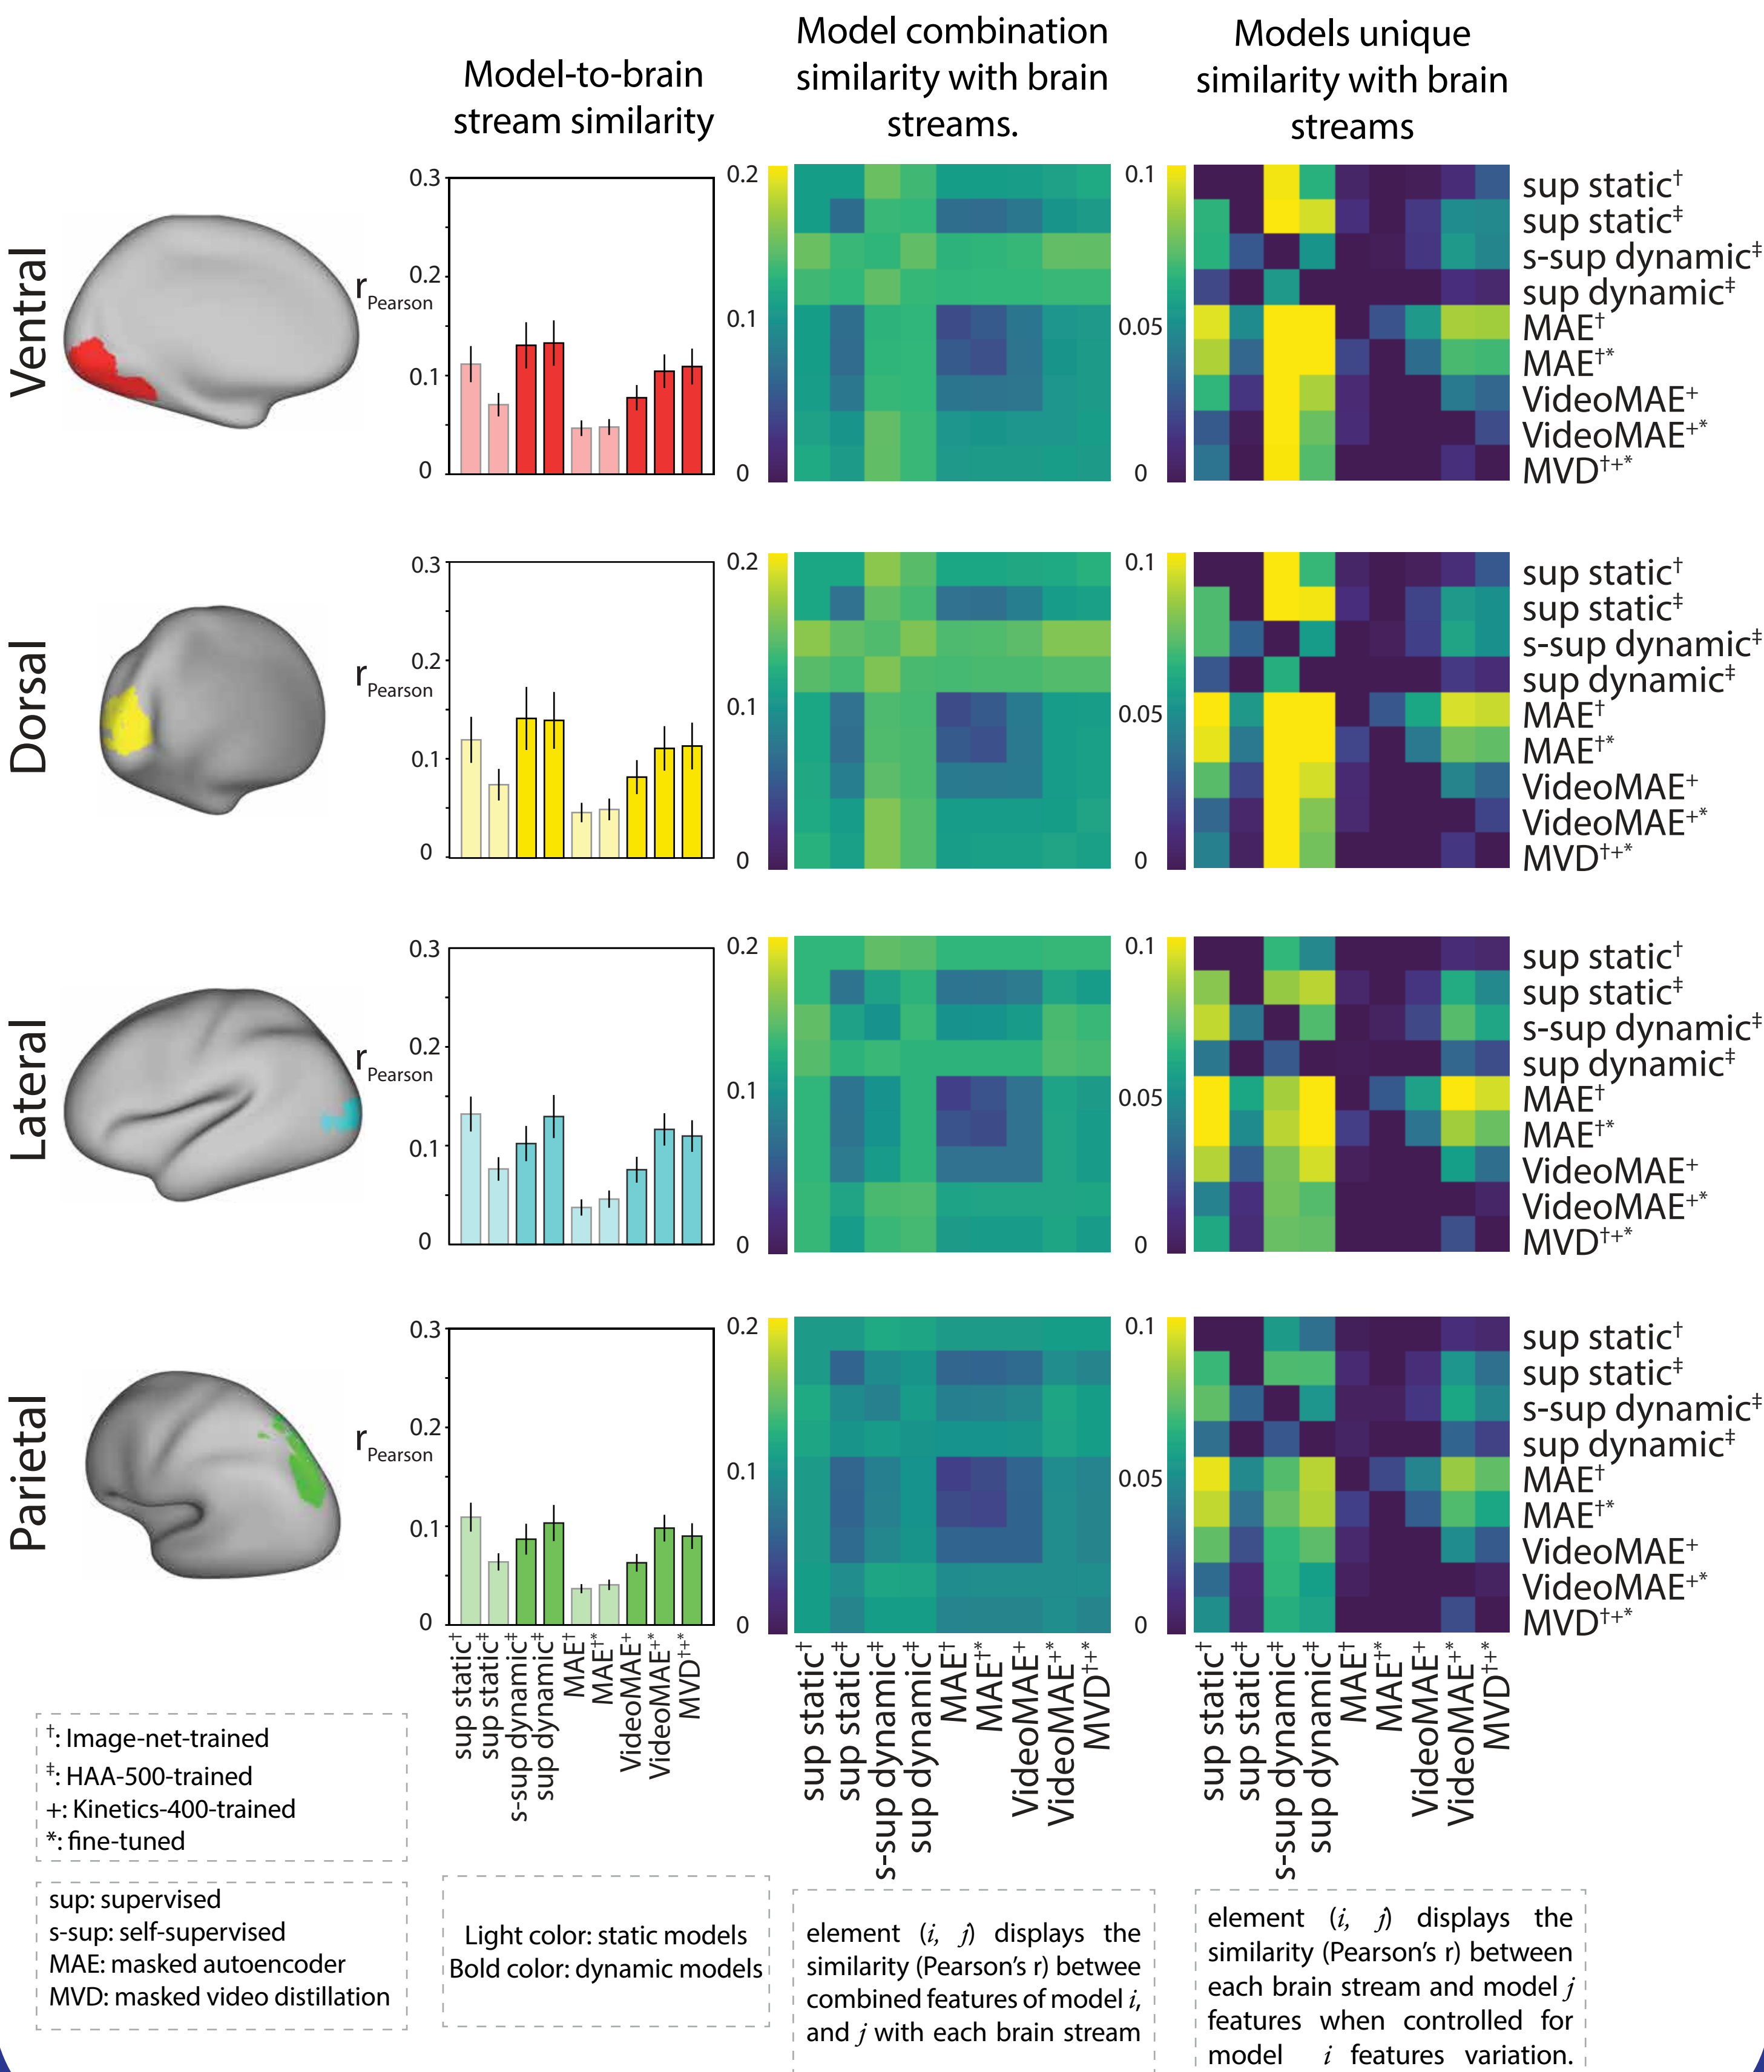 Model-to-brain
stream similarity
Model combination
similarity with brain
streams.
Models unique
similarity with brain
streams
Ventral
0.3
0.2
r Pearson
0.1
0
0.2
0.1
0
0.1
0.05
0
sup static†
sup static‡
s-sup dynamic‡
sup dynamic‡
MAE†
MAE†*
VideoMAE+
VideoMAE+*
MVD†+*
Dorsal
0.3
0.2
r Pearson
0.1
0
0.2
0.1
0
0.1
0.05
0
sup static†
sup static‡
s-sup dynamic‡
sup dynamic‡
MAE†
MAE†*
VideoMAE+
VideoMAE+*
MVD†+*
Lateral
0.3
0.2
r Pearson
0.1
0
0.2
0.1
0
0.1
0.05
0
sup static†
sup static‡
s-sup dynamic‡
sup dynamic‡
MAE†
MAE†*
VideoMAE+
VideoMAE+*
MVD†+*
Parietal
0.3
0.2
r Pearson
0.1
0
0.2
0.1
0
0.1
0.05
0
sup static†
sup static‡
s-sup dynamic‡
sup dynamic‡
MAE†
MAE†*
VideoMAE+
VideoMAE+*
MVD†+*
sup static†
sup static‡
s-sup dynamic‡
sup dynamic‡
MAE†
MAE†*
VideoMAE+
VideoMAE+*
MVD†+*
sup static†
sup static‡
s-sup dynamic‡
sup dynamic‡
MAE†
MAE†*
VideoMAE+
VideoMAE+*
MVD†+*
sup static†
sup static‡
s-sup dynamic‡
sup dynamic‡
MAE†
MAE†*
VideoMAE+
VideoMAE+*
MVD†+*
†: Image-net-trained
‡: HAA-500-trained
+: Kinetics-400-trained
*: fine-tuned
sup: supervised
s-sup: self-supervised
MAE: masked autoencoder
MVD: masked video distillation
Light color: static models
Bold color: dynamic models
element (i, j) displays the
similarity (Pearson's r) betwee
combined features of model i,
and j with each brain stream
element (i, j) displays the
similarity (Pearson's r) between
each brain stream and model j
features when controlled for
model i features variation.